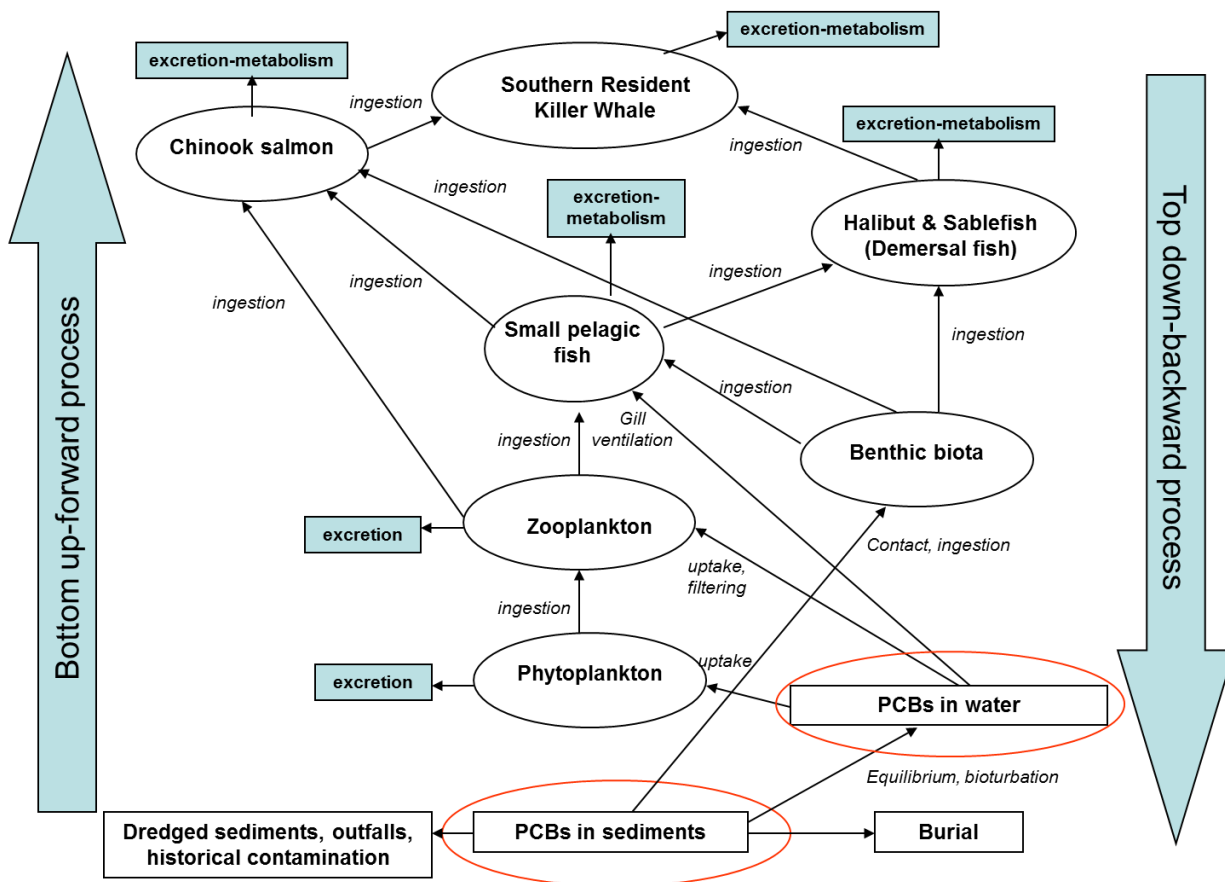 excretion-metabolism
excretion-metabolism
Southern Resident
Killer Whale
ingestion
Chinook salmon
excretion-metabolism
ingestion
ingestion
excretion-
metabolism
Halibut & Sablefish
(Demersal fish)
ingestion
ingestion
ingestion
Small pelagic
fish
ingestion
ingestion
Gill
ventilation
ingestion
Benthic biota
Zooplankton
excretion
Contact, ingestion
uptake,
filtering
ingestion
Phytoplankton
uptake
excretion
PCBs in water
Equilibrium, bioturbation
Dredged sediments, outfalls,
historical contamination
PCBs in sediments
Burial
Bottom up-forward process
Top down-backward process